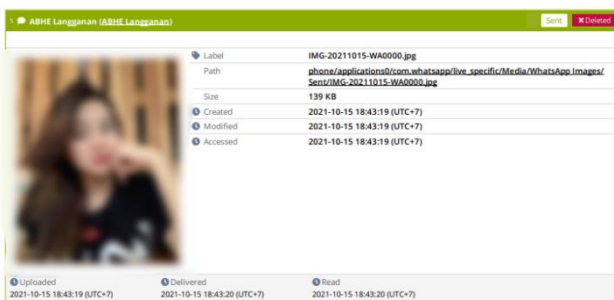 ABHE Langganan (ABHE Langganan)
Sent
Deleted
Label IMG-20211015-WA0000.jpg
Path phone/applications0/com.whatsapp/live_specific/Media/WhatsApp Images/
Sent/IMG-20211015-WA0000.jpg
Size 139 KB
Created 2021-10-15 18:43:19 (UTC+7)
Modified 2021-10-15 18:43:19 (UTC+7)
Accessed 2021-10-15 18:43:19 (UTC+7)
Uploaded Delivered Read
2021-10-15 18:43:19 (UTC+7) 2021-10-15 18:43:20 (UTC+7) 2021-10-15 18:43:20 (UTC+7)